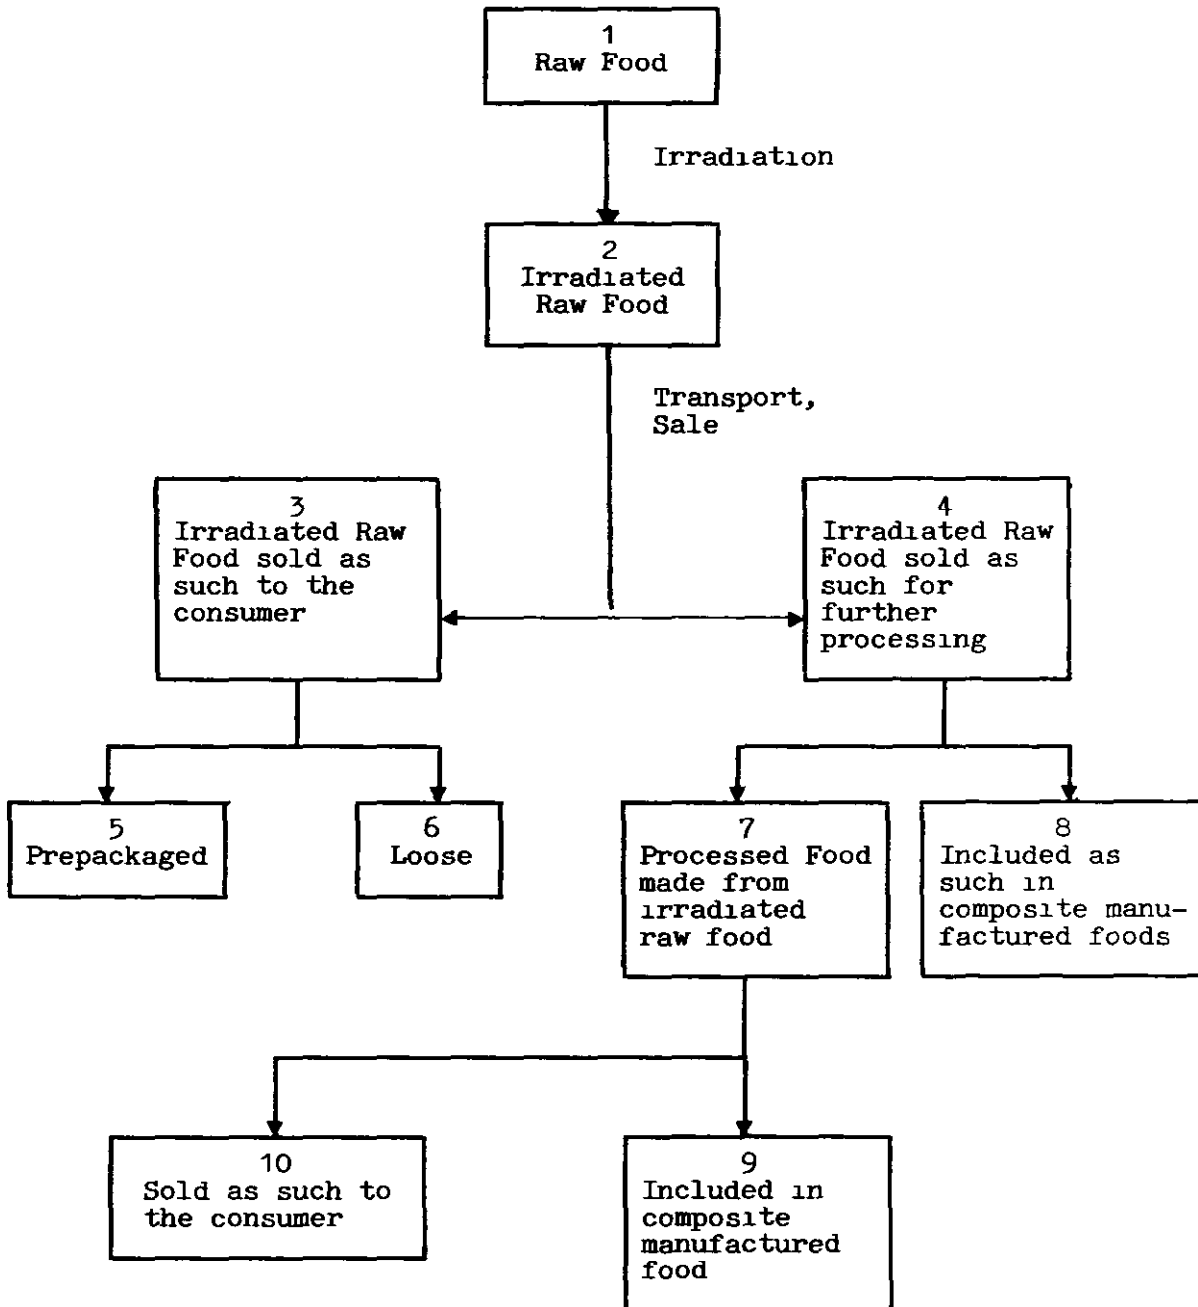 1
Raw Food
Irradiation
2
Irradiated
Raw Food
Transport,
Sale
3
Irradiated Raw
Food sold as
such to the
consumer
4
Irradiated Raw
Food sold as
such for
further
processing
5
Prepackaged
6
Loose
7
Processed Food
made from
irradiated
raw food
8
Included as
such in
composite manu-
factured foods
10
Sold as such to
the consumer
9
Included in
composite
manufactured
food